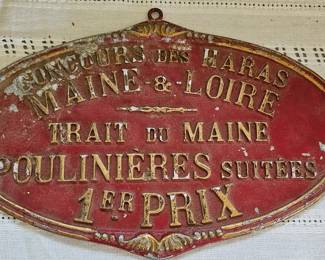 CONCOURS DES HARAS
MAINE & LOIRE
TRAIT DU MAINE
POULINIÈRES SUITÉES
1ER PRIX